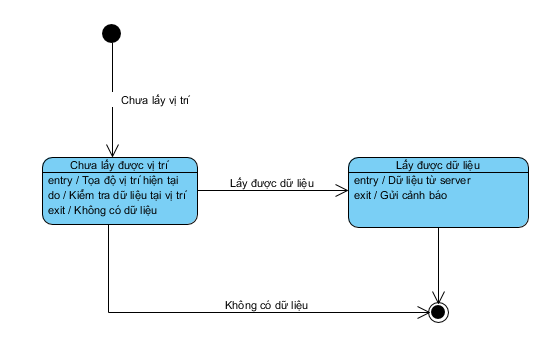 Chưa lấy vị trí
Chưa lấy được vị trí
entry / Tọa độ vị trí hiện tại
do / Kiểm tra dữ liệu tại vị trí
exit / Không có dữ liệu
Lấy được dữ liệu
Lấy được dữ liệu
entry / Dữ liệu từ server
exit / Gửi cảnh báo
Không có dữ liệu